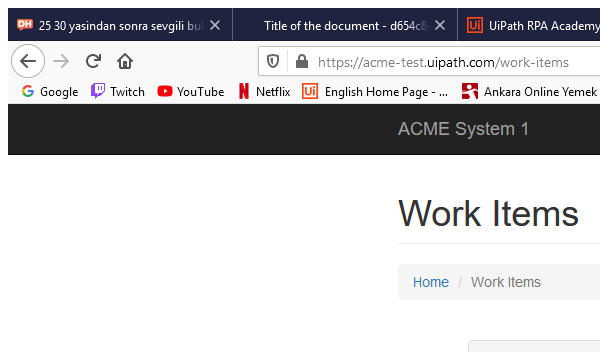 25 30 yasindan sonra sevgili bul
Title of the document - d654c84
UiPath RPA Academy
https://acme-test.uipath.com/work-items
Google Twitch YouTube Netflix English Home Page - ... Ankara Online Yemek
ACME System 1
Work Items
Home / Work Items